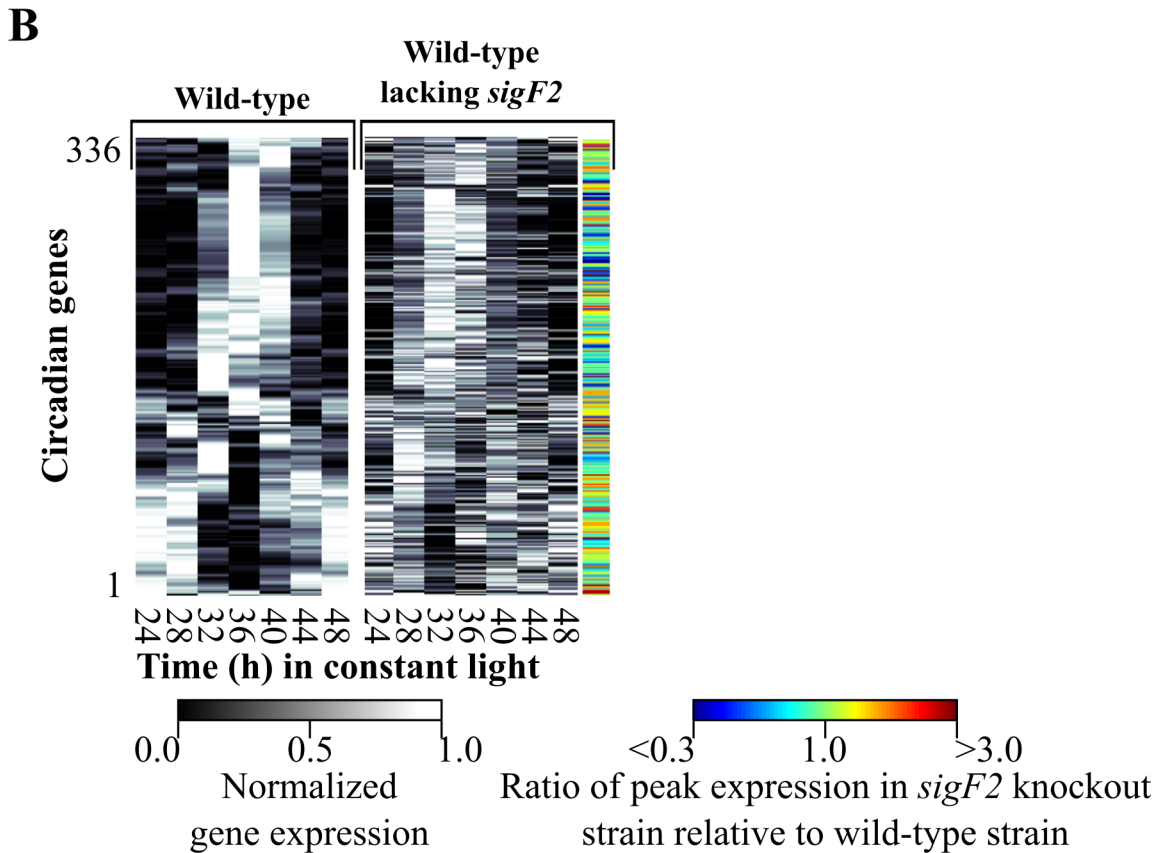 B
Wild-type
Wild-type
lacking sigF2
336
Circadian genes
1
24 28 32 36 40 44 48 24 28 32 36 40 44 48
Time (h) in constant light
0.0 0.5 1.0
Normalized
gene expression
<0.3 1.0 >3.0
Ratio of peak expression in sigF2 knockout
strain relative to wild-type strain